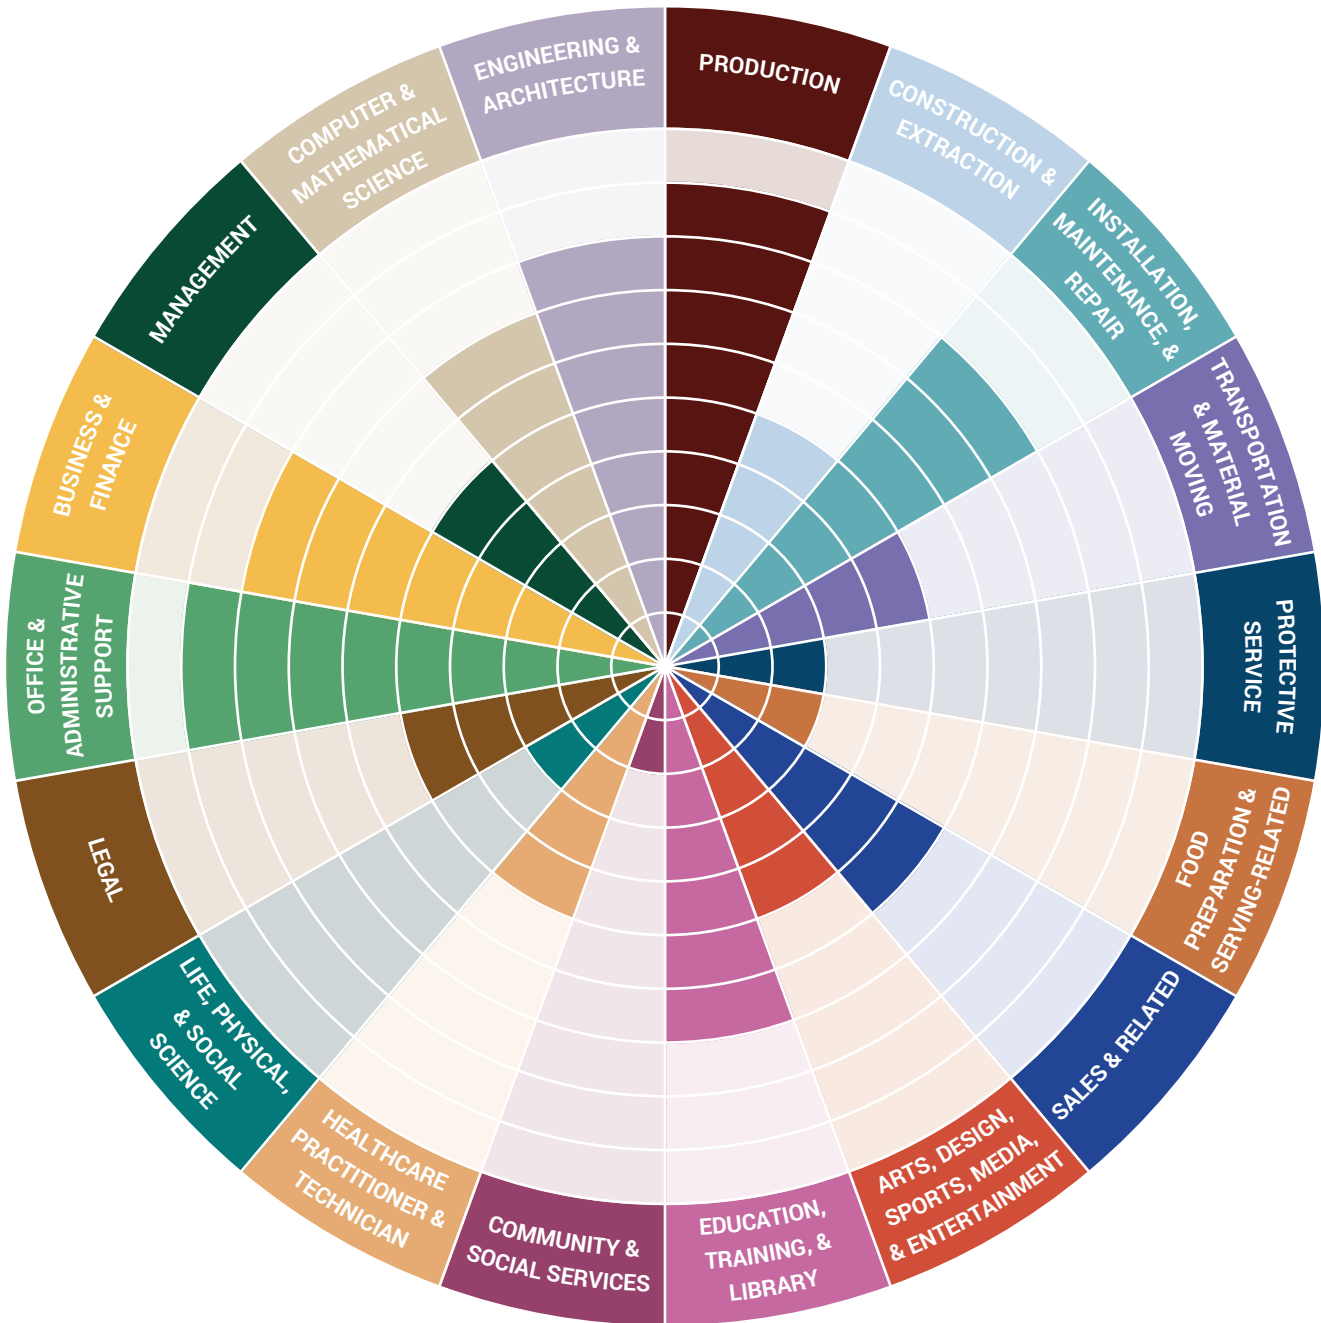 PRODUCTION
CONSTRUCTION &
EXTRACTION
INSTALLATION,
MAINTENANCE, &
REPAIR
TRANSPORTATION
& MATERIAL
MOVING
PROTECTIVE
SERVICE
FOOD
PREPARATION &
SERVING-RELATED
SALES & RELATED
ARTS, DESIGN,
SPORTS, MEDIA,
& ENTERTAINMENT
EDUCATION,
TRAINING, &
LIBRARY
COMMUNITY &
SOCIAL SERVICES
HEALTHCARE
PRACTITIONER &
TECHNICIAN
LIFE, PHYSICAL,
& SOCIAL
SCIENCE
LEGAL
OFFICE &
ADMINISTRATIVE
SUPPORT
BUSINESS &
FINANCE
MANAGEMENT
COMPUTER &
MATHEMATICAL
SCIENCE
ENGINEERING &
ARCHITECTURE